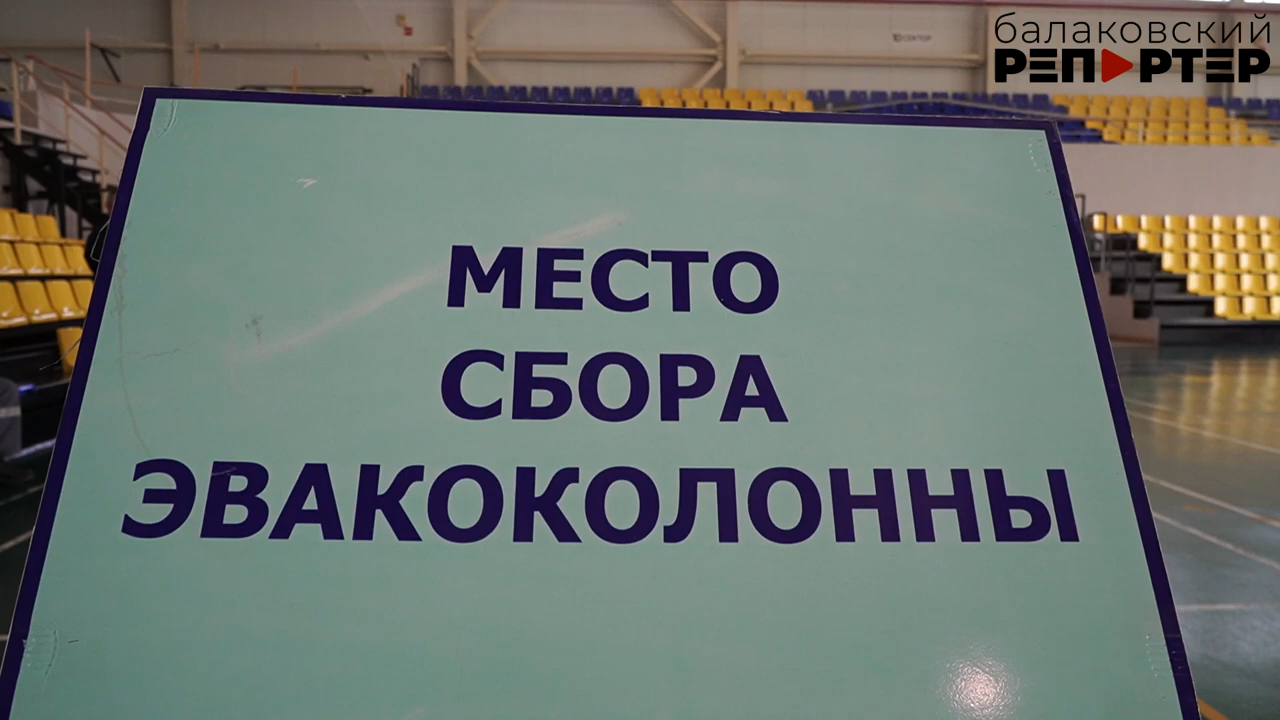 балаковский
РЕПОРТЕР
МЕСТО
СБОРА
ЭВАКОКОЛОННЫ